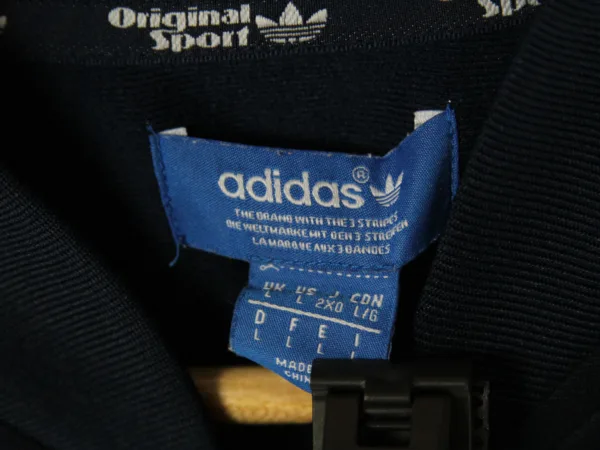 Original
Sport
adidas®
THE BRAND WITH THE 3 STRIPES
DIE WELTMARKE MIT DEN 3 STREIFEN
LA MARQUE AUX 3 BANDES
UK US J CDN
L L 2XO L/G
D F E I
L L L L
MADE
CHIN